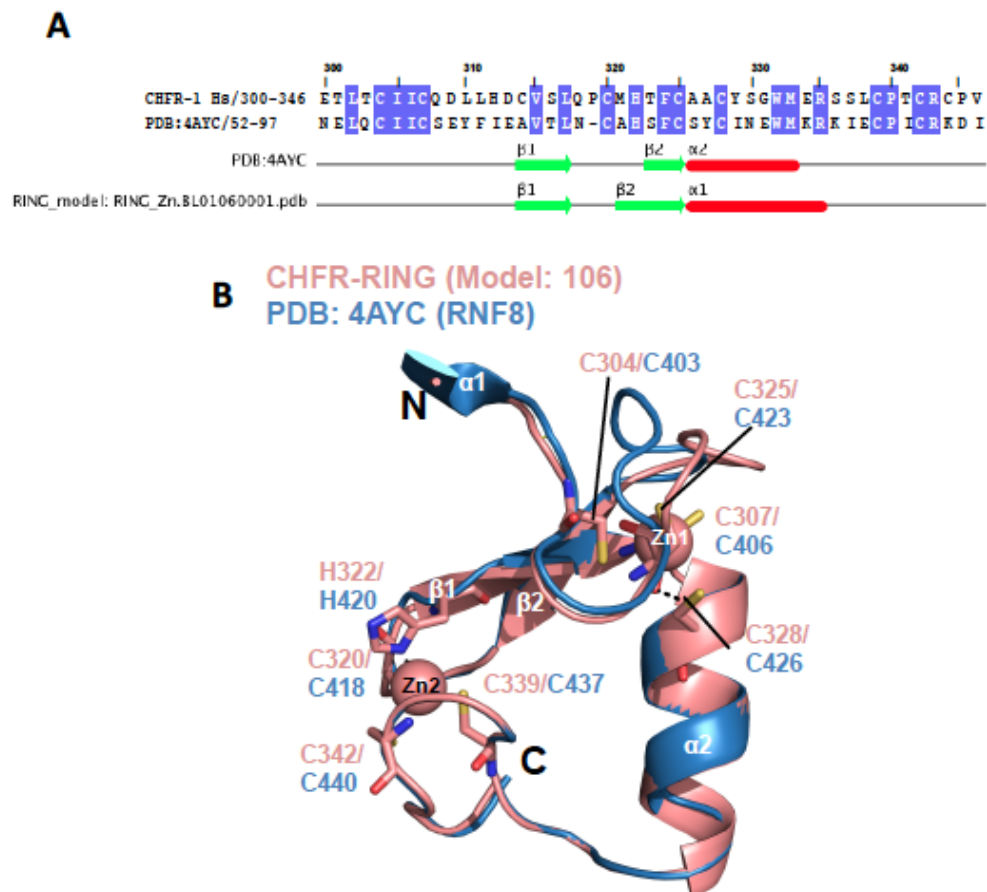 A
300 310 320 330 340
CHFR-1 Hs/300-346 ETLTCIICQDLLHDCVSLQPCMHTFCAACYSGWMERSSLCPTCRCPV
PDB:4AYC/52-97 NELQCIICSEYFIEAVTLN-CAHSFCSYCINEWMKRKIECPICRKDI
β1 β2 α2
PDB:4AYC
β1 β2 α1
RING_model: RING_Zn.BL01060001.pdb
CHFR-RING (Model: 106)
B PDB: 4AYC (RNF8)
C304/C403
α1
N
C325/
C423
C307/
C406
Zn1
H322/
H420
β1
β2
C328/
C426
C320/
C418
Zn2
C339/C437
α2
C342/
C440
C